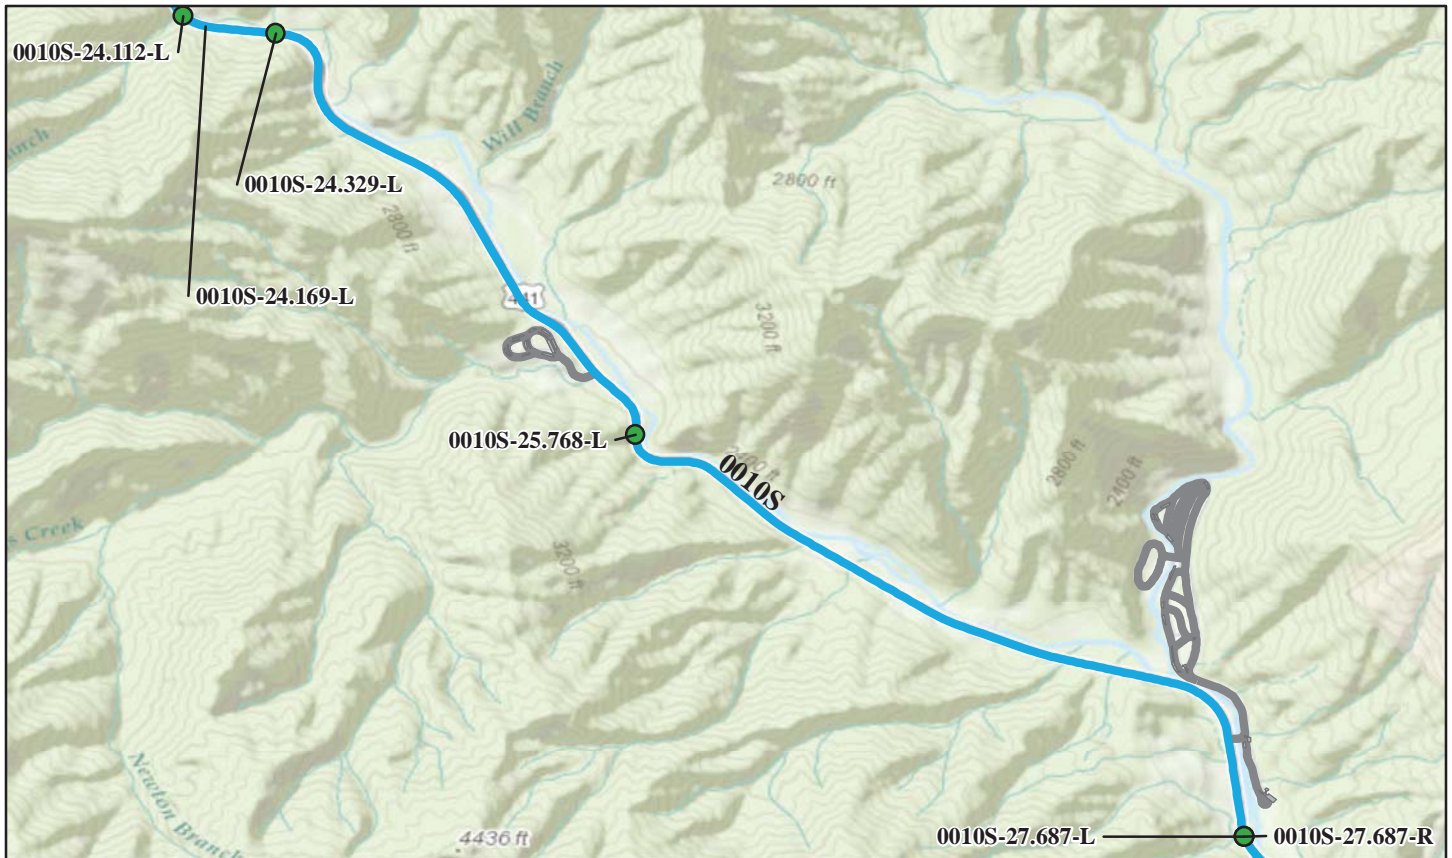 0010S-24.112-L
Will Branch
anch
0010S-24.329-L
2800 ft
2800 ft
0010S-24.169-L
441
3200 ft
0010S-25.768-L
0010S
2800 ft
2400 ft
s Creek
3200 ft
Newton Branch
4436 ft
0010S-27.687-L
0010S-27.687-R